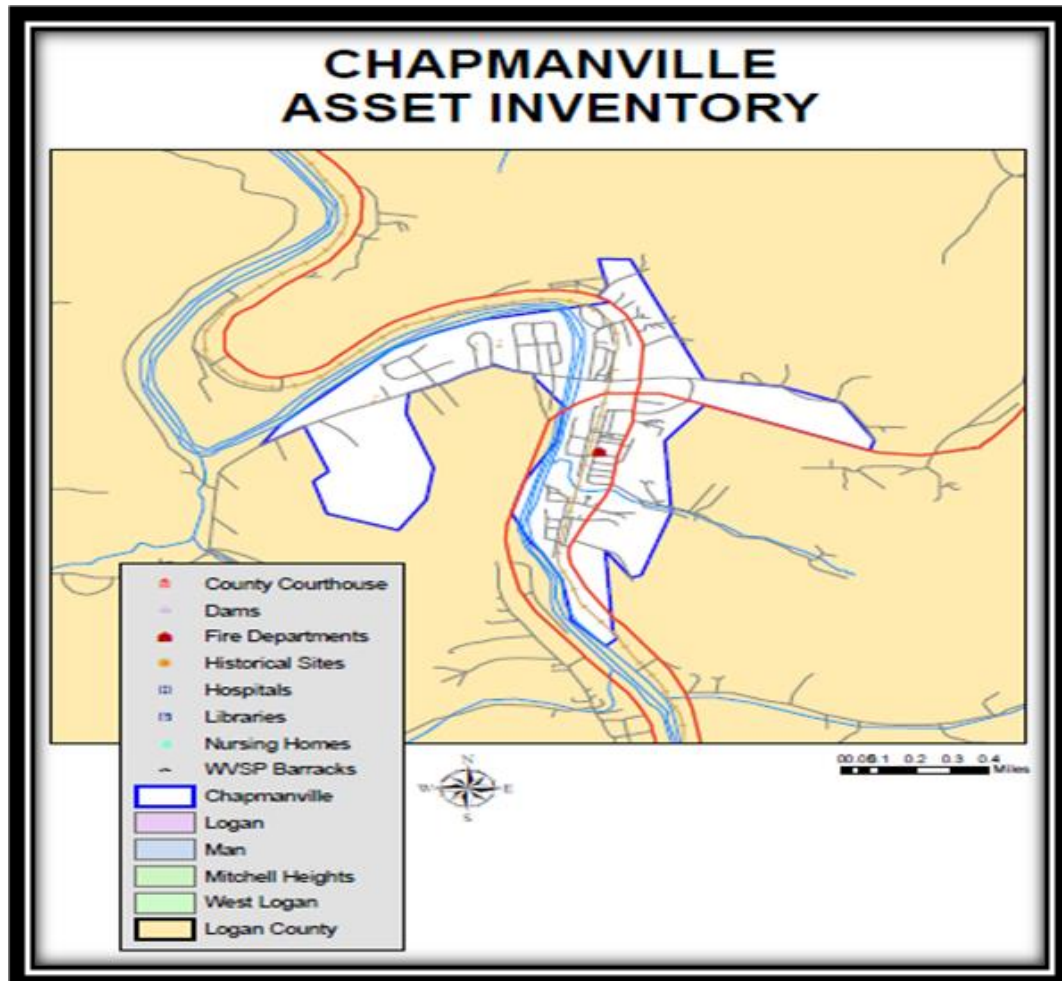 CHAPMANVILLE
ASSET INVENTORY
County Courthouse
Dams
Fire Departments
Historical Sites
Hospitals
Libraries
Nursing Homes
WVSP Barracks
Chapmanville
Logan
Man
Mitchell Heights
West Logan
Logan County
N
W E
S
0.2 0.3 0.4
Miles